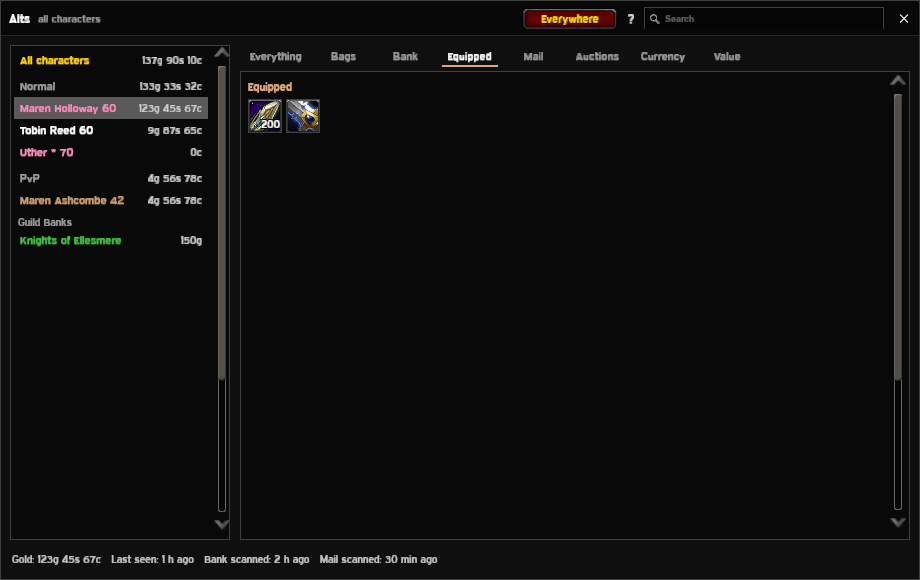 Alts all characters Everywhere ? Search
All characters 137g 90s 10c
Normal 133g 33s 32c
Maren Holloway 60 123g 45s 67c
Tobin Reed 60 9g 87s 65c
Uther * 70 0c
PvP 4g 56s 78c
Maren Ashcombe 42 4g 56s 78c
Guild Banks
Knights of Ellesmere 150g
Everything Bags Bank Equipped Mail Auctions Currency Value
Equipped
200
Gold: 123g 45s 67c Last seen: 1 h ago Bank scanned: 2 h ago Mail scanned: 30 min ago